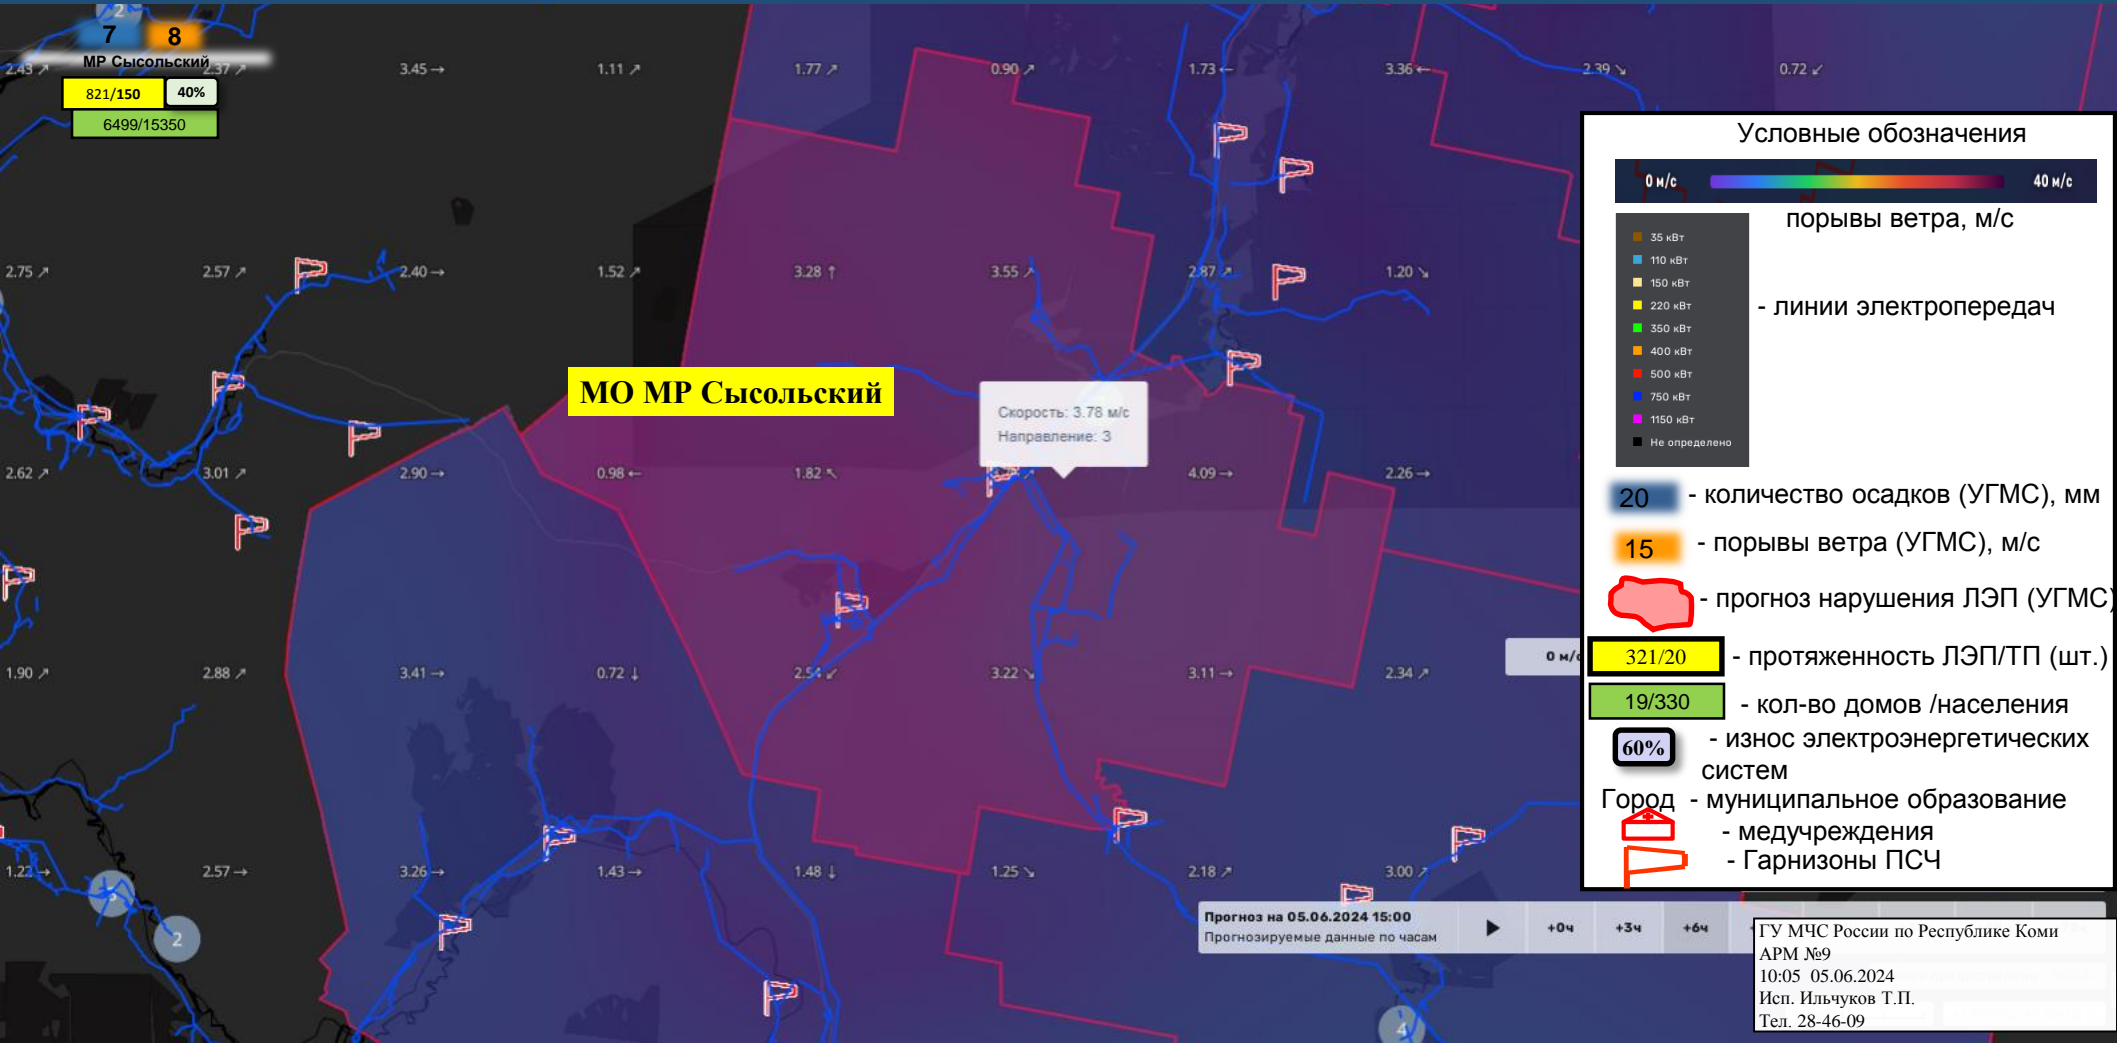 2
7 8
МР Сысольский
821/150 40%
6499/15350
2.43 ↗ 2.37 ↗ 3.45 → 1.11 ↗ 1.77 ↗ 0.90 ↗ 1.73 ← 3.36 ← 2.39 ↘ 0.72 ↙
2.75 ↗ 2.57 ↗ 2.40 → 1.52 ↗ 3.28 ↑ 3.55 ↗ 2.87 ↗ 1.20 ↘
МО МР Сысольский
Скорость: 3.78 м/с
Направление: З
2.62 ↗ 3.01 ↗ 2.90 → 0.98 ← 1.82 ↖ 4.09 → 2.26 →
1.90 ↗ 2.88 ↗ 3.41 → 0.72 ↓ 2.54 ↙ 3.22 ↘ 3.11 → 2.34 ↗
0 м/с
1.22 → 2.57 → 3.26 → 1.43 → 1.48 ↓ 1.25 ↘ 2.18 ↗ 3.00 ↗
2
4
Условные обозначения
0 м/с 40 м/с
порывы ветра, м/с
35 кВт
110 кВт
150 кВт
220 кВт
350 кВт
400 кВт
500 кВт
750 кВт
1150 кВт
Не определено
- линии электропередач
20 - количество осадков (УГМС), мм
15 - порывы ветра (УГМС), м/с
- прогноз нарушения ЛЭП (УГМС)
321/20 - протяженность ЛЭП/ТП (шт.)
19/330 - кол-во домов /населения
60% - износ электроэнергетических
систем
Город - муниципальное образование
- медучреждения
- Гарнизоны ПСЧ
Прогноз на 05.06.2024 15:00
Прогнозируемые данные по часам
+0ч +3ч +6ч
ГУ МЧС России по Республике Коми
АРМ №9
10:05 05.06.2024
Исп. Ильчуков Т.П.
Тел. 28-46-09